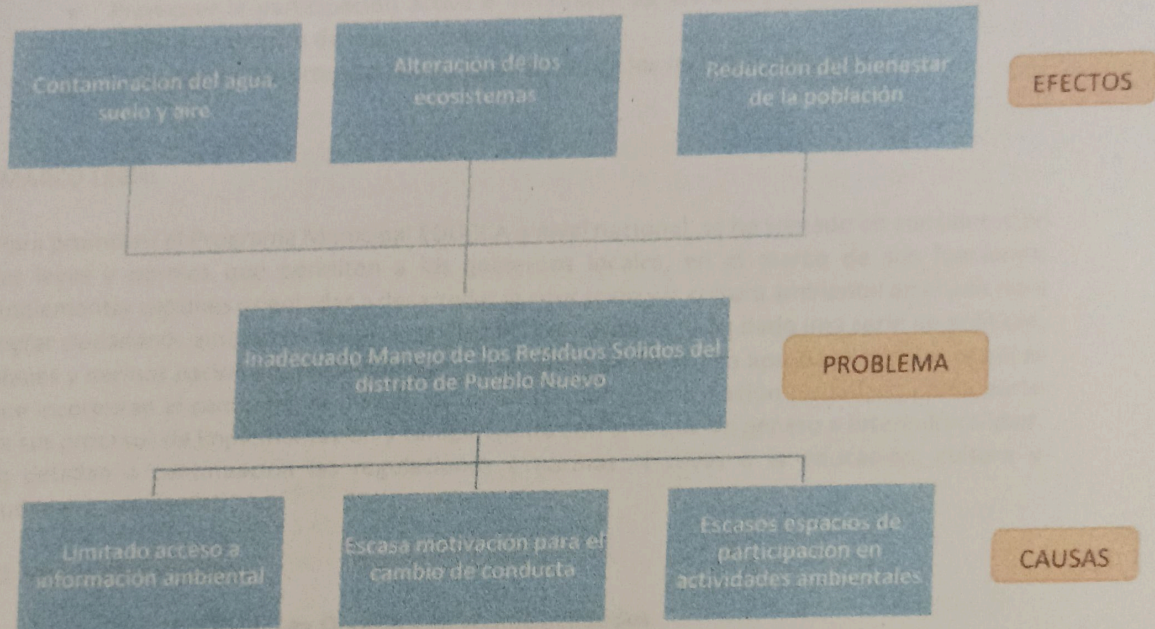 Contaminación del agua,
suelo y aire
Alteración de los
ecosistemas
Reducción del bienestar
de la población
EFECTOS
Inadecuado Manejo de los Residuos Sólidos del
distrito de Pueblo Nuevo
PROBLEMA
Limitado acceso a
información ambiental
Escasa motivación para el
cambio de conducta
Escasos espacios de
participación en
actividades ambientales
CAUSAS